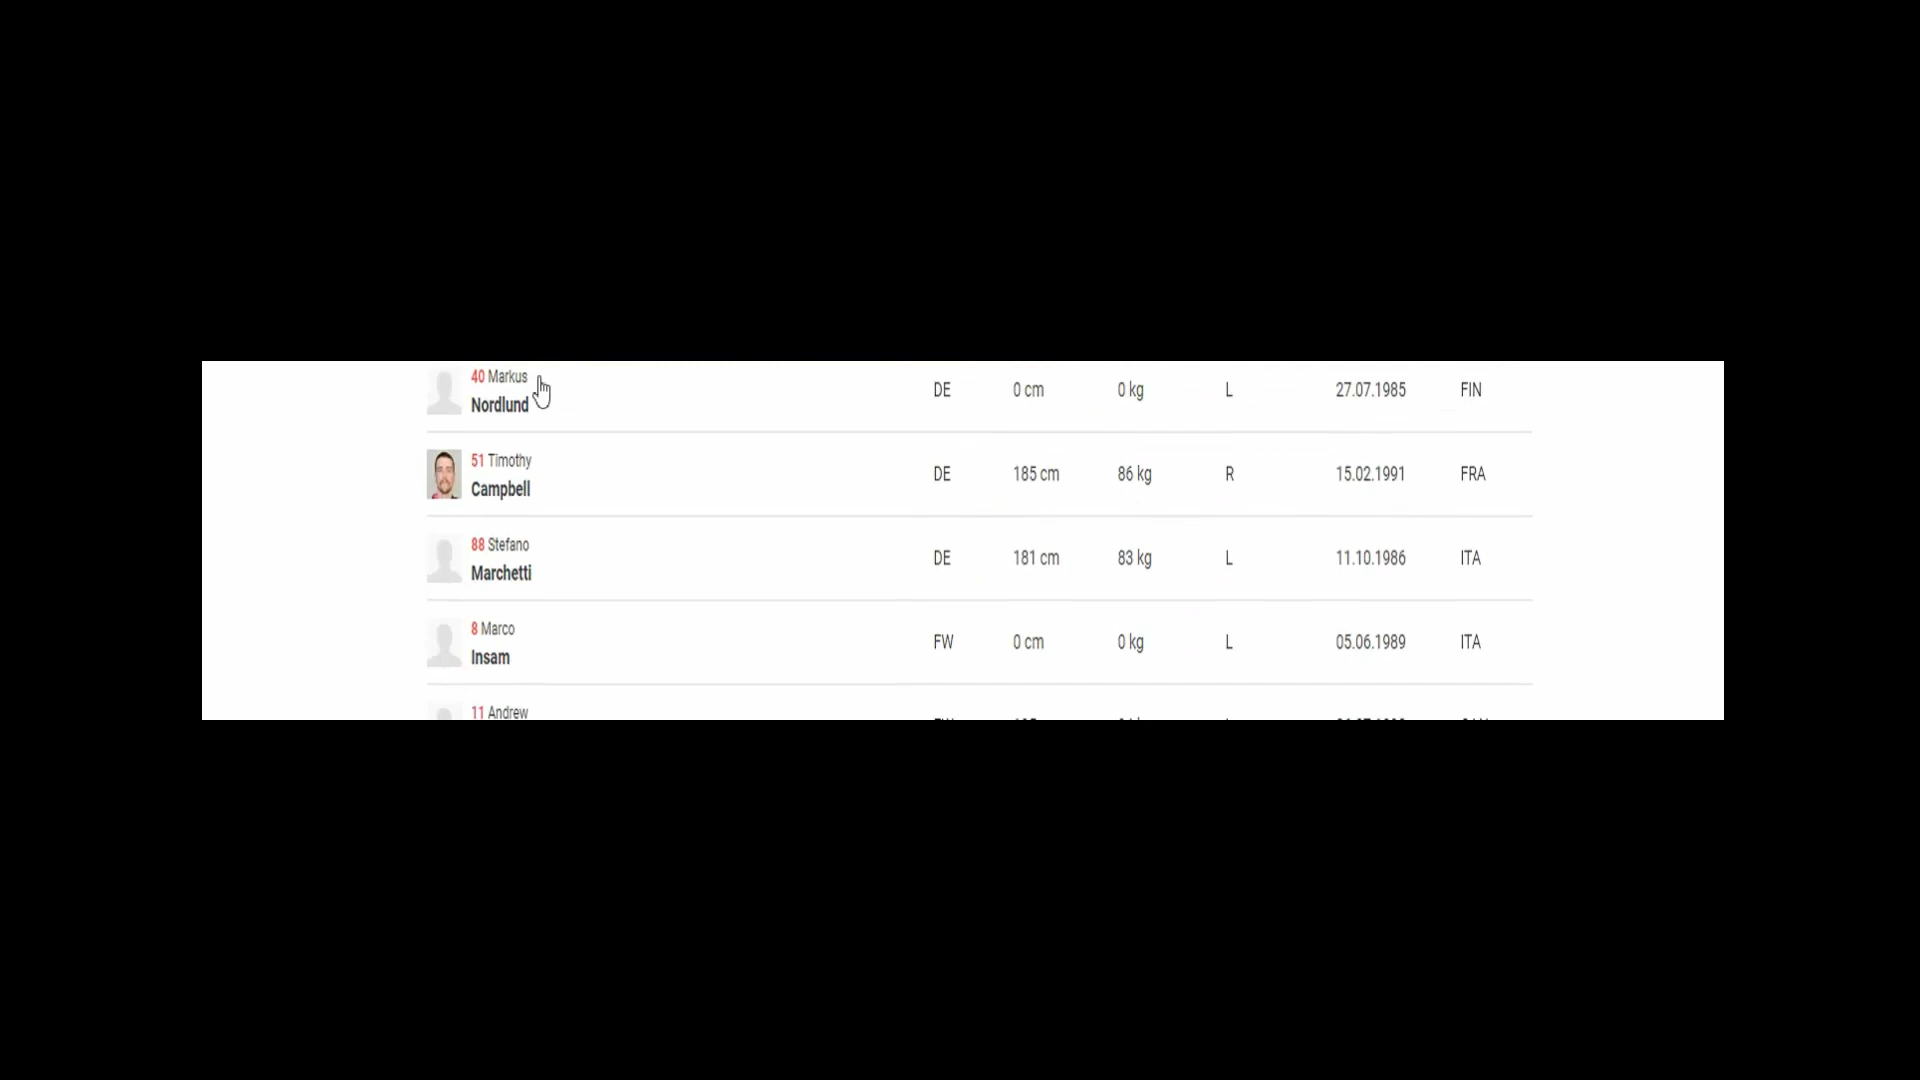 40 Markus
Nordlund DE 0 cm 0 kg L 27.07.1985 FIN
51 Timothy
Campbell DE 185 cm 86 kg R 15.02.1991 FRA
88 Stefano
Marchetti DE 181 cm 83 kg L 11.10.1986 ITA
8 Marco
Insam FW 0 cm 0 kg L 05.06.1989 ITA
11 Andrew